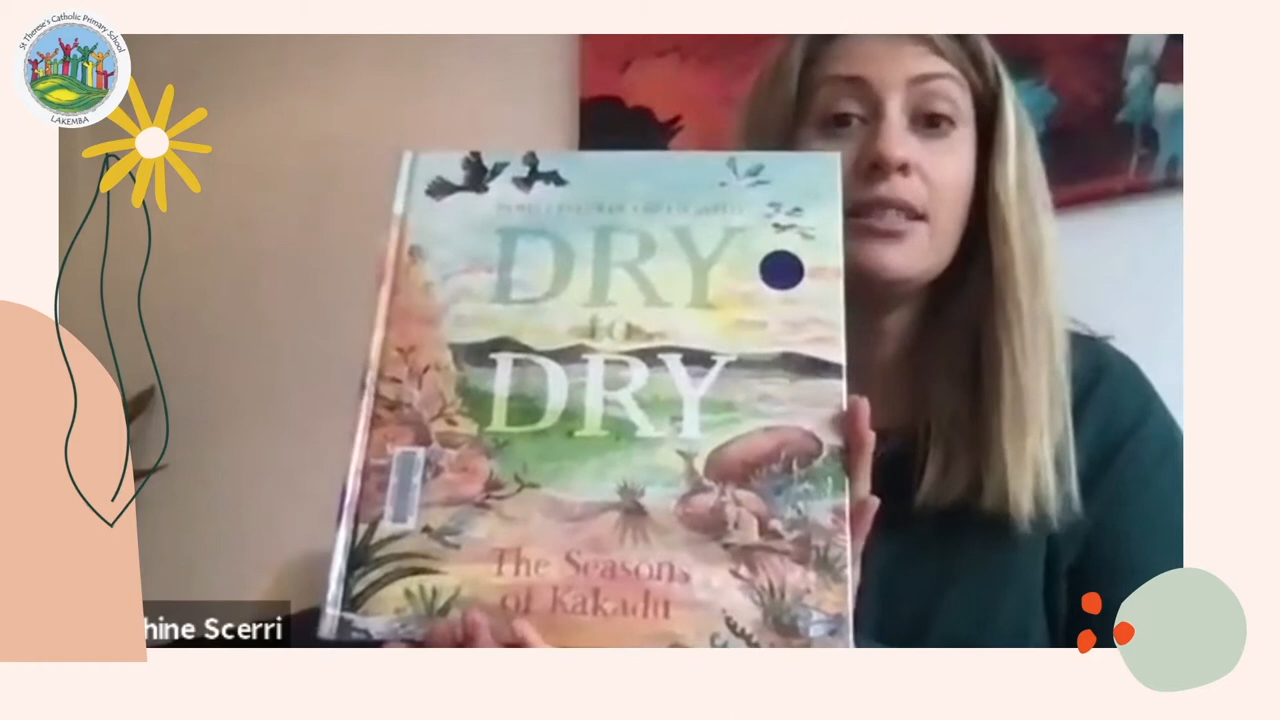 St Therese's Catholic Primary School
LAKEMBA
DRY
to
DRY
The Seasons
of Kakadu
hine Scerri